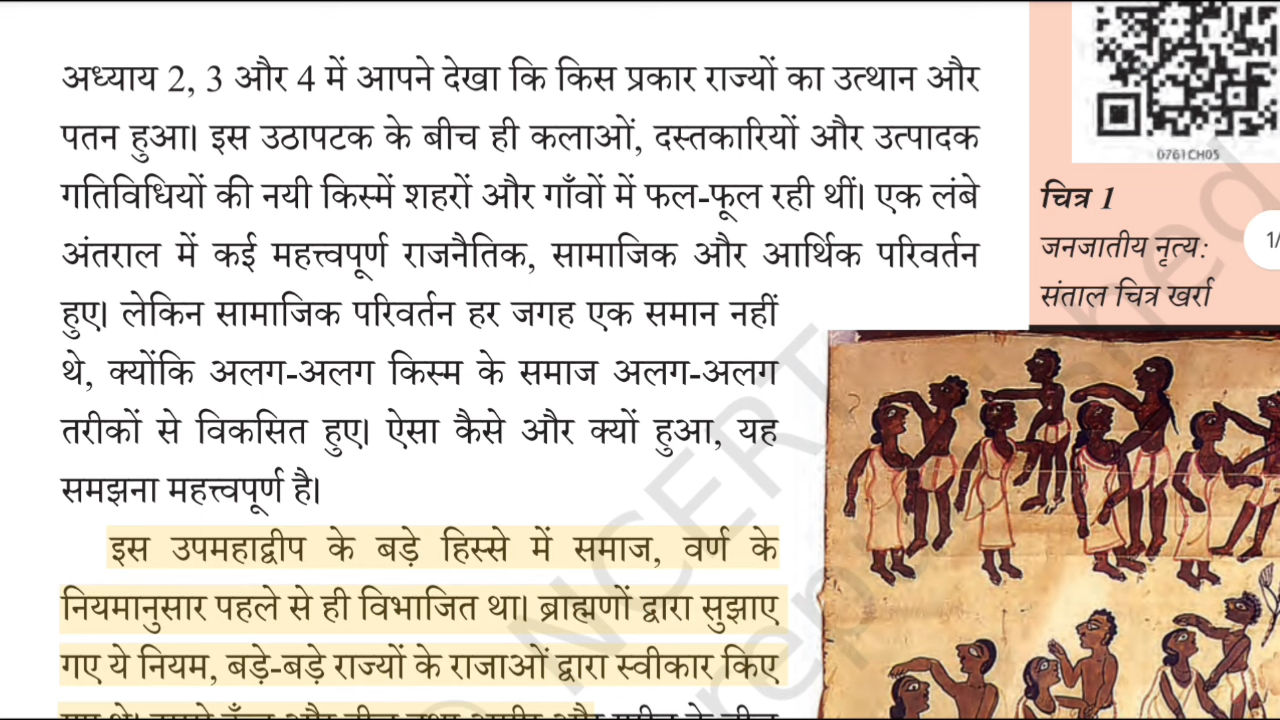 अध्याय 2, 3 और 4 में आपने देखा कि किस प्रकार राज्यों का उत्थान और
पतन हुआ। इस उठापटक के बीच ही कलाओं, दस्तकारियों और उत्पादक
गतिविधियों की नयी किस्में शहरों और गाँवों में फल-फूल रही थीं। एक लंबे
अंतराल में कई महत्त्वपूर्ण राजनैतिक, सामाजिक और आर्थिक परिवर्तन
हुए। लेकिन सामाजिक परिवर्तन हर जगह एक समान नहीं
थे, क्योंकि अलग-अलग किस्म के समाज अलग-अलग
तरीकों से विकसित हुए। ऐसा कैसे और क्यों हुआ, यह
समझना महत्त्वपूर्ण है।
इस उपमहाद्वीप के बड़े हिस्से में समाज, वर्ण के
नियमानुसार पहले से ही विभाजित था। ब्राह्मणों द्वारा सुझाए
गए ये नियम, बड़े-बड़े राज्यों के राजाओं द्वारा स्वीकार किए
0761CH05
चित्र 1
जनजातीय नृत्य:
संताल चित्र खर्रा
1/
NCERT